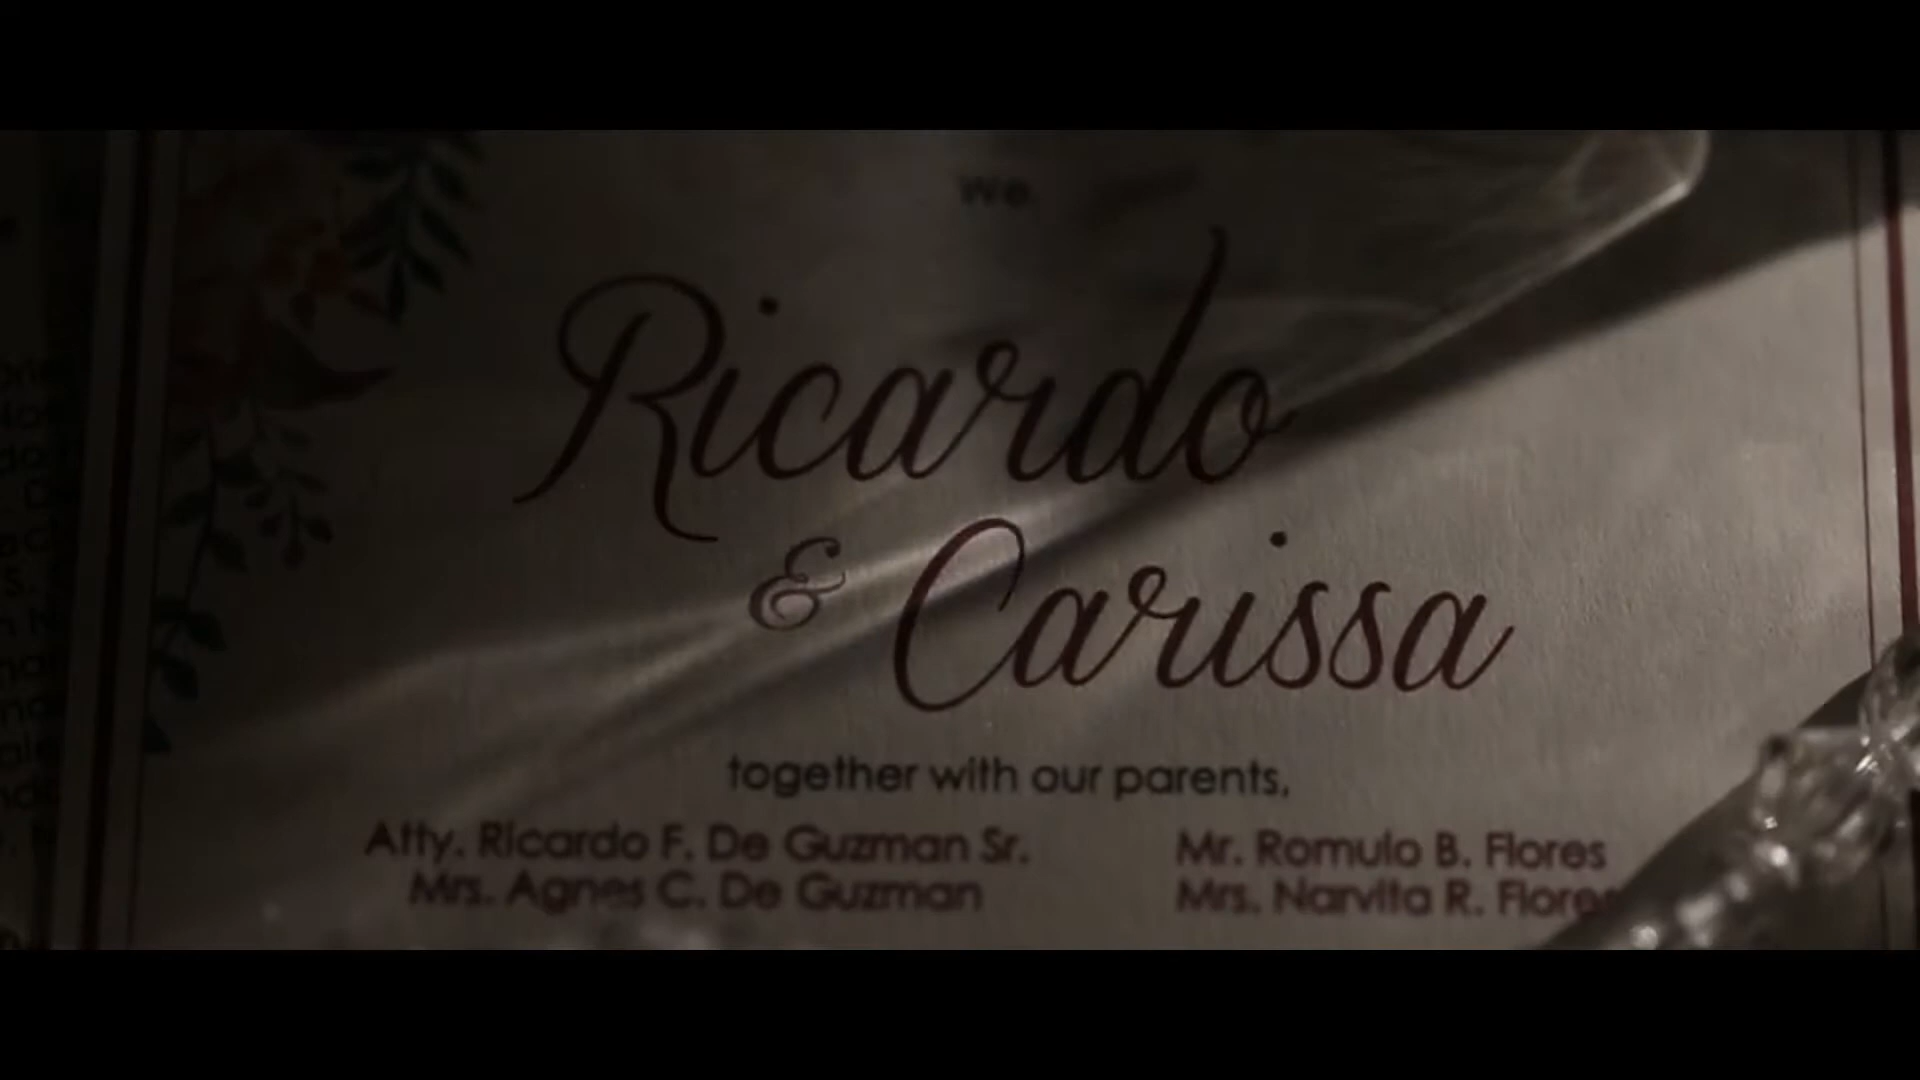 We
Ricardo
& Carissa
together with our parents,
Atty. Ricardo F. De Guzman Sr.
Mrs. Agnes C. De Guzman
Mr. Romulo B. Flores
Mrs. Narvita R. Flores